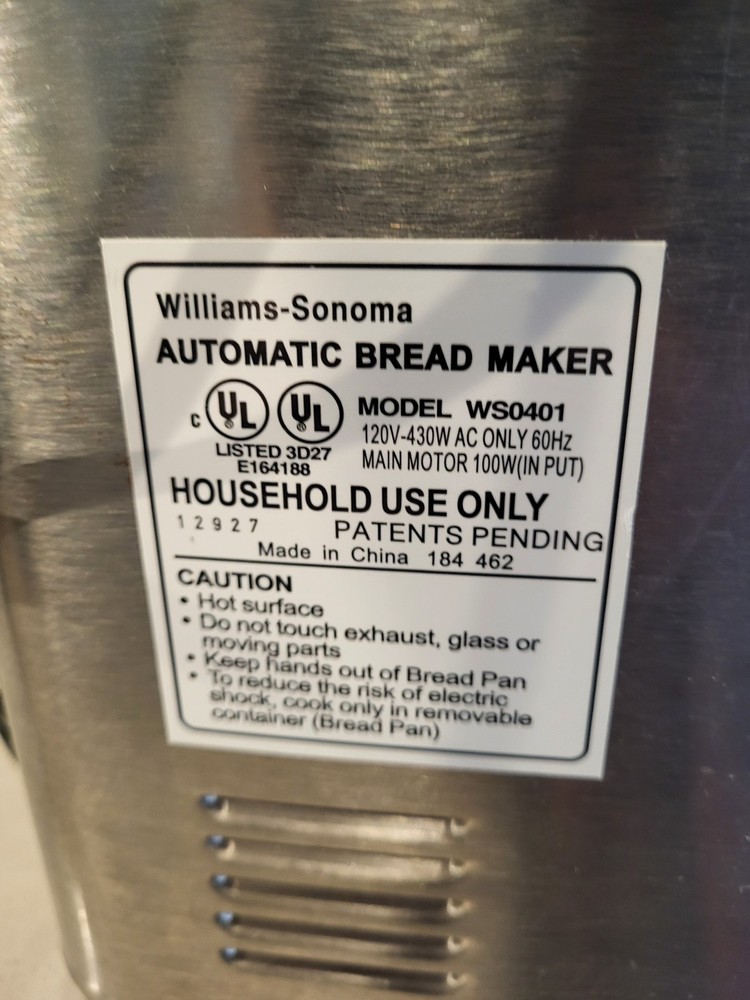 Williams-Sonoma
AUTOMATIC BREAD MAKER
c UL ® UL ® MODEL WS0401
LISTED 3D27 120V-430W AC ONLY 60Hz
E164188 MAIN MOTOR 100W(IN PUT)
HOUSEHOLD USE ONLY
12927 PATENTS PENDING
Made in China 184 462
CAUTION
• Hot surface
• Do not touch exhaust, glass or
moving parts
• Keep hands out of Bread Pan
• To reduce the risk of electric
shock, cook only in removable
container (Bread Pan)